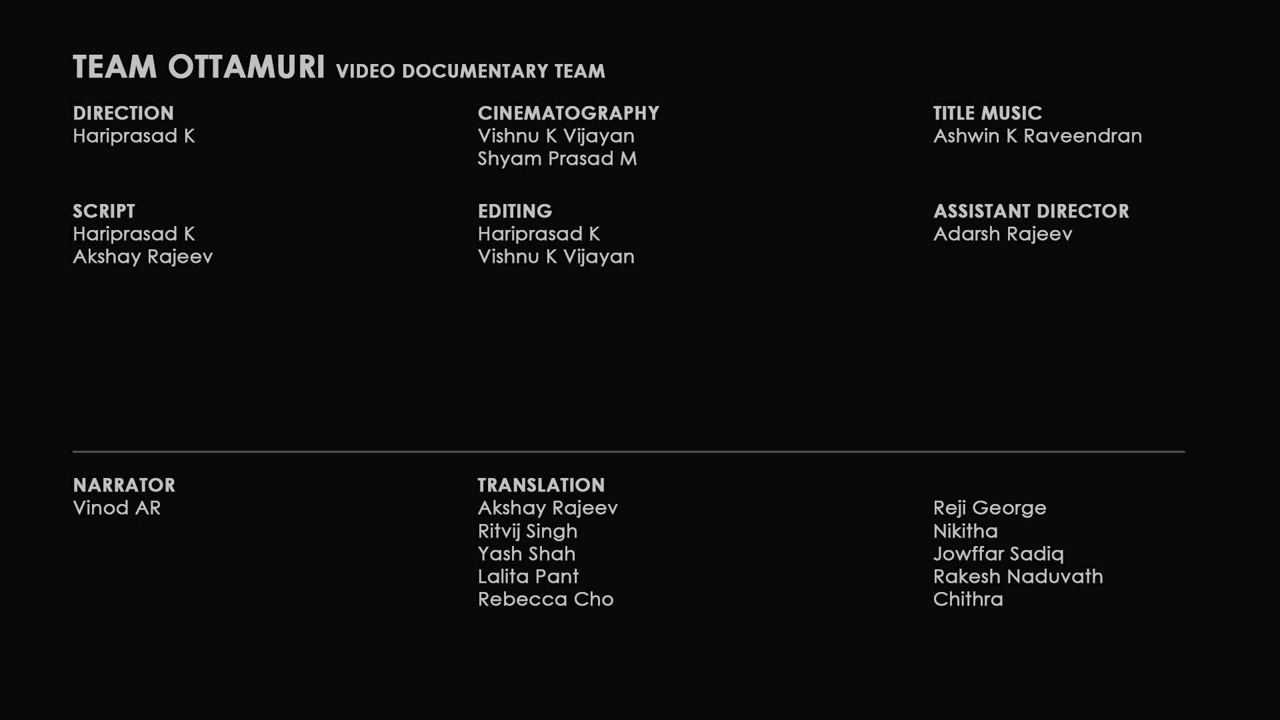 TEAM OTTAMURI VIDEO DOCUMENTARY TEAM
DIRECTION
Hariprasad K
CINEMATOGRAPHY
Vishnu K Vijayan
Shyam Prasad M
TITLE MUSIC
Ashwin K Raveendran
SCRIPT
Hariprasad K
Akshay Rajeev
EDITING
Hariprasad K
Vishnu K Vijayan
ASSISTANT DIRECTOR
Adarsh Rajeev
NARRATOR
Vinod AR
TRANSLATION
Akshay Rajeev
Ritvij Singh
Yash Shah
Lalita Pant
Rebecca Cho
Reji George
Nikitha
Jowffar Sadiq
Rakesh Naduvath
Chithra